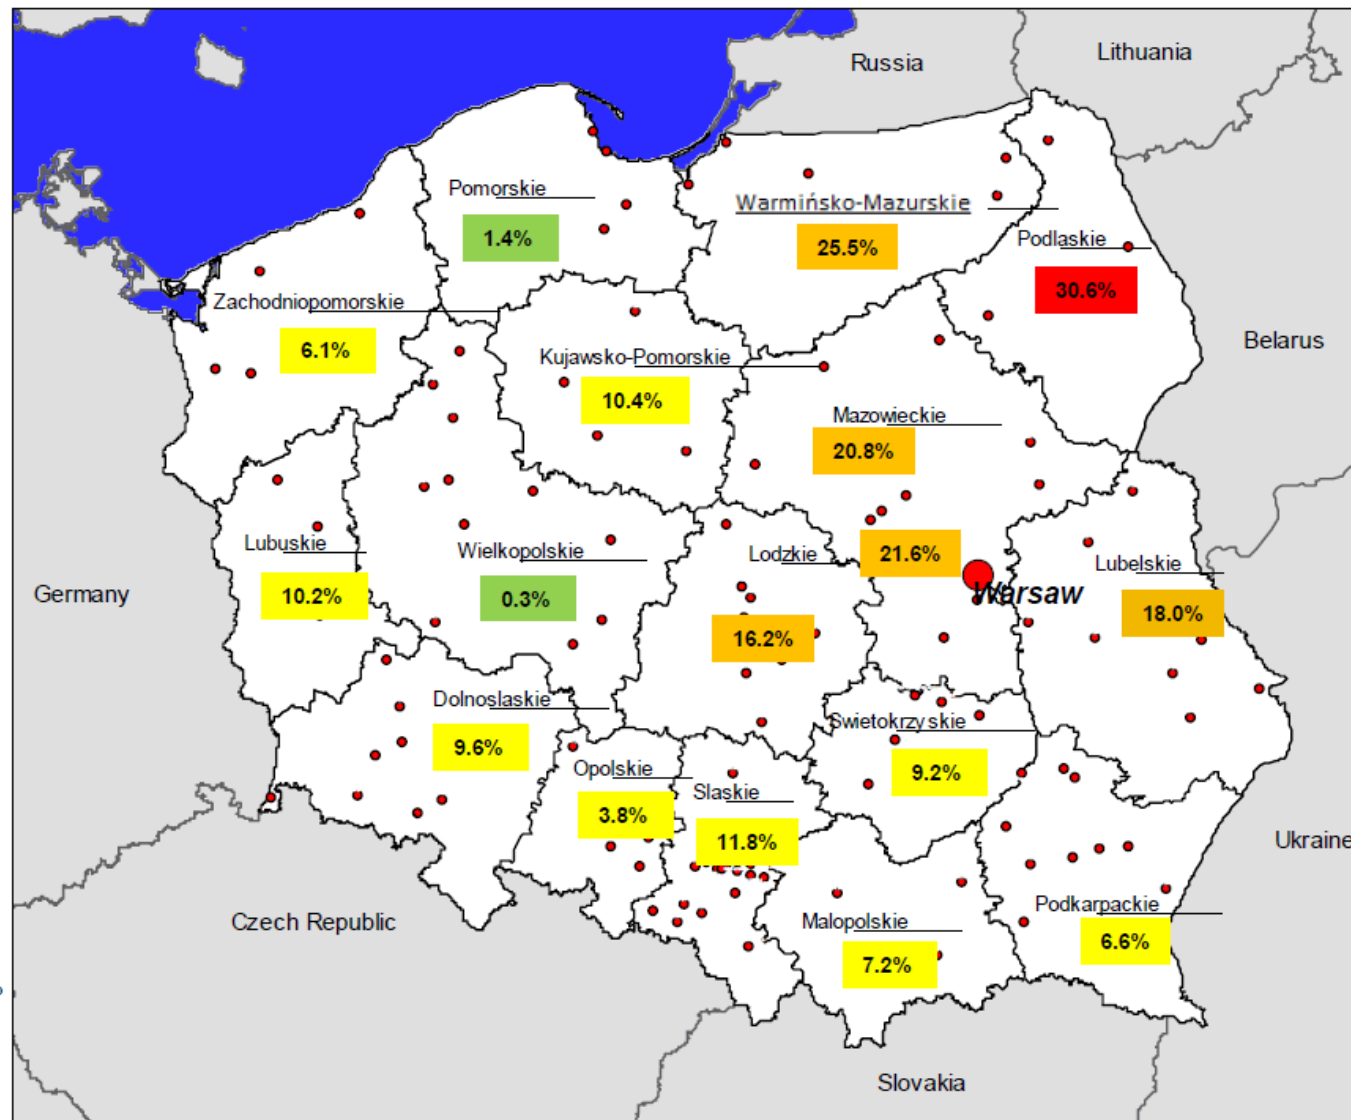 Lithuania
Russia
Pomorskie
1.4%
Warmińsko-Mazurskie
25.5%
Podlaskie
30.6%
Zachodniopomorskie
6.1%
Kujawsko-Pomorskie
10.4%
Belarus
Mazowieckie
20.8%
Lubuskie
10.2%
Wielkopolskie
0.3%
Lodzkie
16.2%
21.6%
Warsaw
Lubelskie
18.0%
Germany
Dolnoslaskie
9.6%
Opolskie
3.8%
Slaskie
11.8%
Swietokrzyskie
9.2%
Ukraine
Czech Republic
Malopolskie
7.2%
Podkarpackie
6.6%
Slovakia